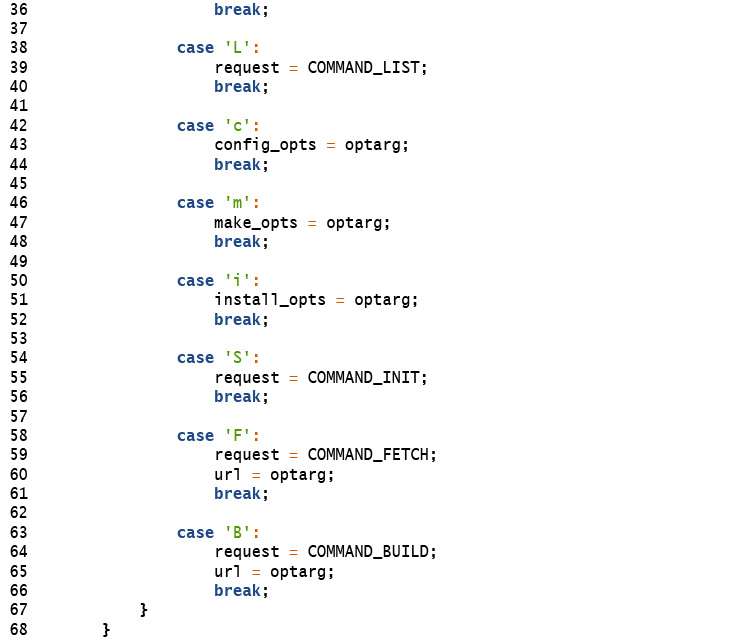 36                    break;
37
38                case 'L':
39                    request = COMMAND_LIST;
40                    break;
41
42                case 'c':
43                    config_opts = optarg;
44                    break;
45
46                case 'm':
47                    make_opts = optarg;
48                    break;
49
50                case 'i':
51                    install_opts = optarg;
52                    break;
53
54                case 'S':
55                    request = COMMAND_INIT;
56                    break;
57
58                case 'F':
59                    request = COMMAND_FETCH;
60                    url = optarg;
61                    break;
62
63                case 'B':
64                    request = COMMAND_BUILD;
65                    url = optarg;
66                    break;
67            }
68        }